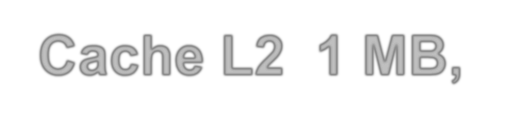 Cache L2  1 MB,